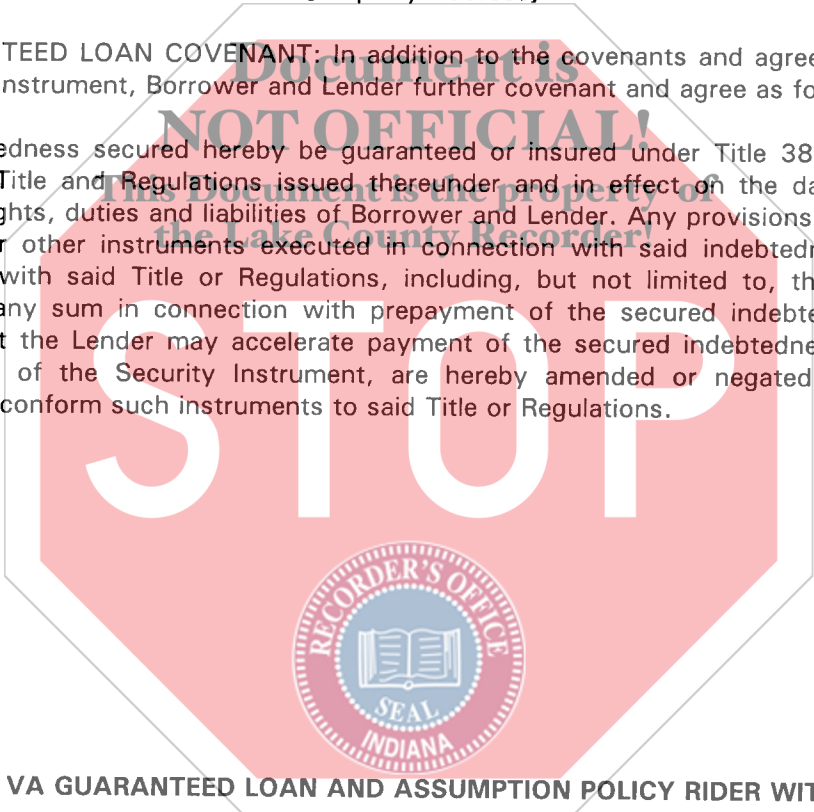 TEED LOAN COVENANT: In addition to the covenants and agree
nstrument, Borrower and Lender further covenant and agree as fo
Document is
NOT OFFICIAL!
This Document is the property of
the Lake County Recorder!
edness secured hereby be guaranteed or insured under Title 38
Title and Regulations issued thereunder and in effect on the da
ghts, duties and liabilities of Borrower and Lender. Any provisions
r other instruments executed in connection with said indebtedn
with said Title or Regulations, including, but not limited to, th
any sum in connection with prepayment of the secured indebte
t the Lender may accelerate payment of the secured indebtedne
of the Security Instrument, are hereby amended or negated
conform such instruments to said Title or Regulations.
STOP
RECORDER'S OFFICE
SEAL
INDIANA
VA GUARANTEED LOAN AND ASSUMPTION POLICY RIDER WIT